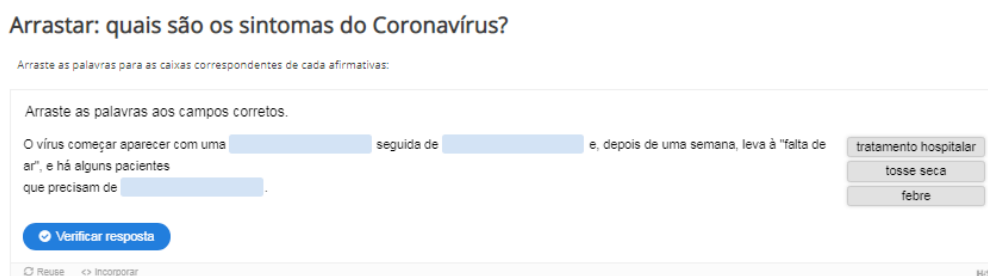 Arrastar: quais são os sintomas do Coronavírus?
Arraste as palavras para as caixas correspondentes de cada afirmativas:
Arraste as palavras aos campos corretos.
O vírus começar aparecer com uma seguida de e, depois de uma semana, leva à "falta de
ar", e há alguns pacientes
que precisam de .
tratamento hospitalar
tosse seca
febre
Verificar resposta
Reuse <> Incorporar